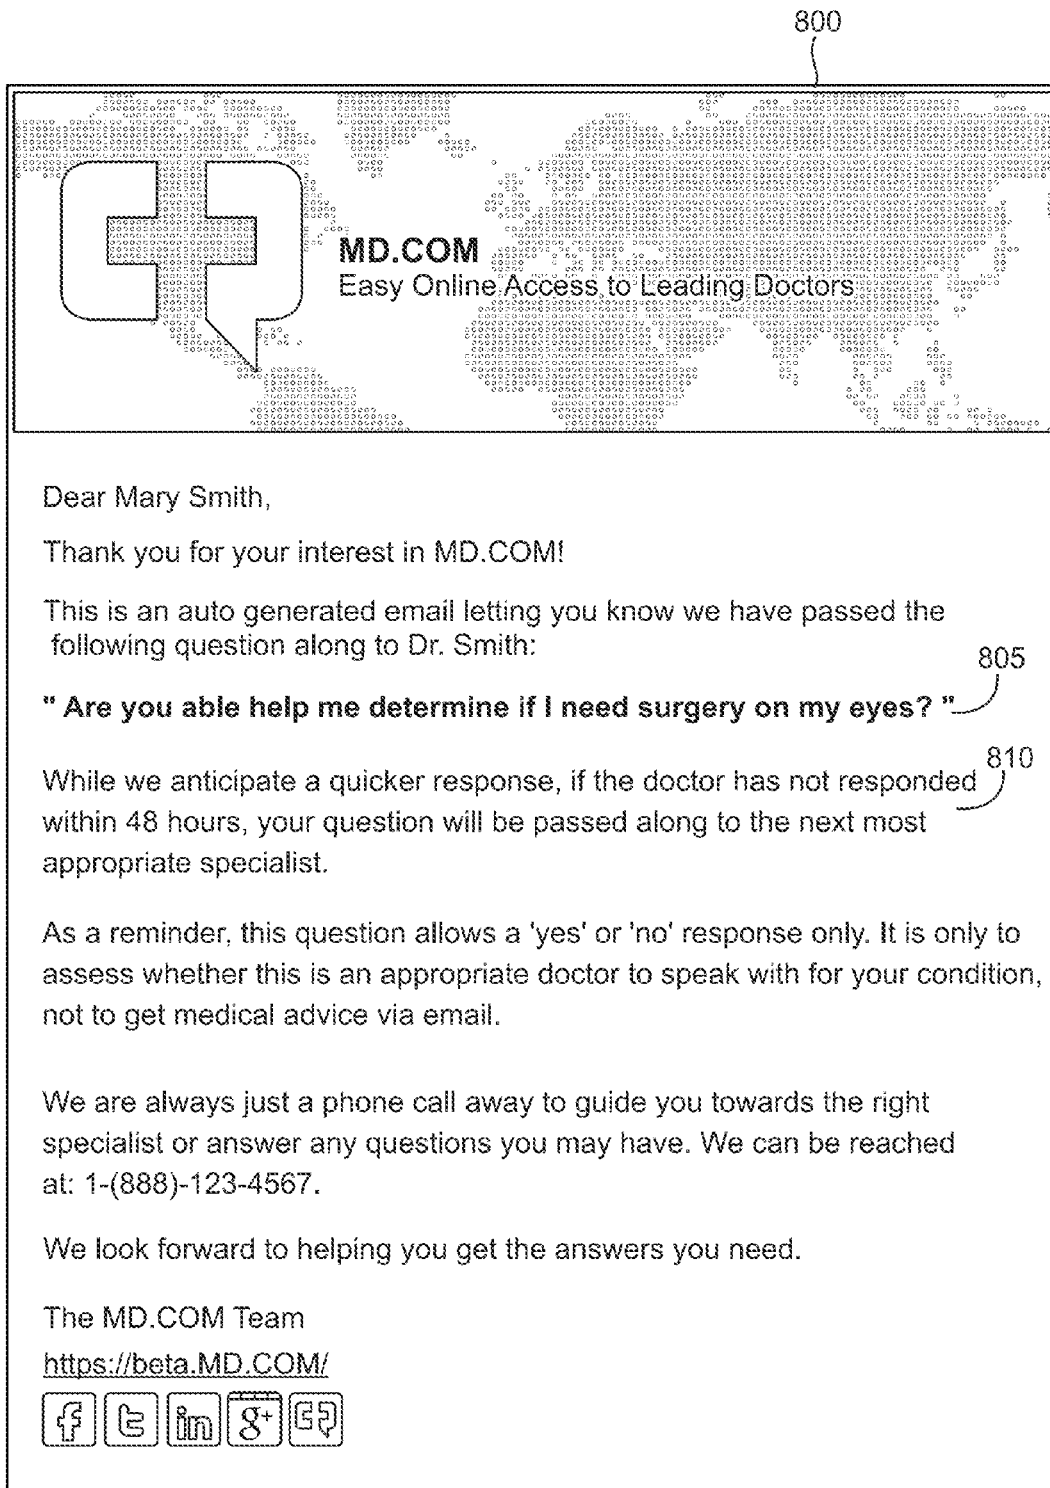 800
MD.COM
Easy Online Access to Leading Doctors
Dear Mary Smith,
Thank you for your interest in MD.COM!
This is an auto generated email letting you know we have passed the
following question along to Dr. Smith:
805
" Are you able help me determine if I need surgery on my eyes? "
810
While we anticipate a quicker response, if the doctor has not responded
within 48 hours, your question will be passed along to the next most
appropriate specialist.
As a reminder, this question allows a 'yes' or 'no' response only. It is only to
assess whether this is an appropriate doctor to speak with for your condition,
not to get medical advice via email.
We are always just a phone call away to guide you towards the right
specialist or answer any questions you may have. We can be reached
at: 1-(888)-123-4567.
We look forward to helping you get the answers you need.
The MD.COM Team
https://beta.MD.COM/
f t in g+